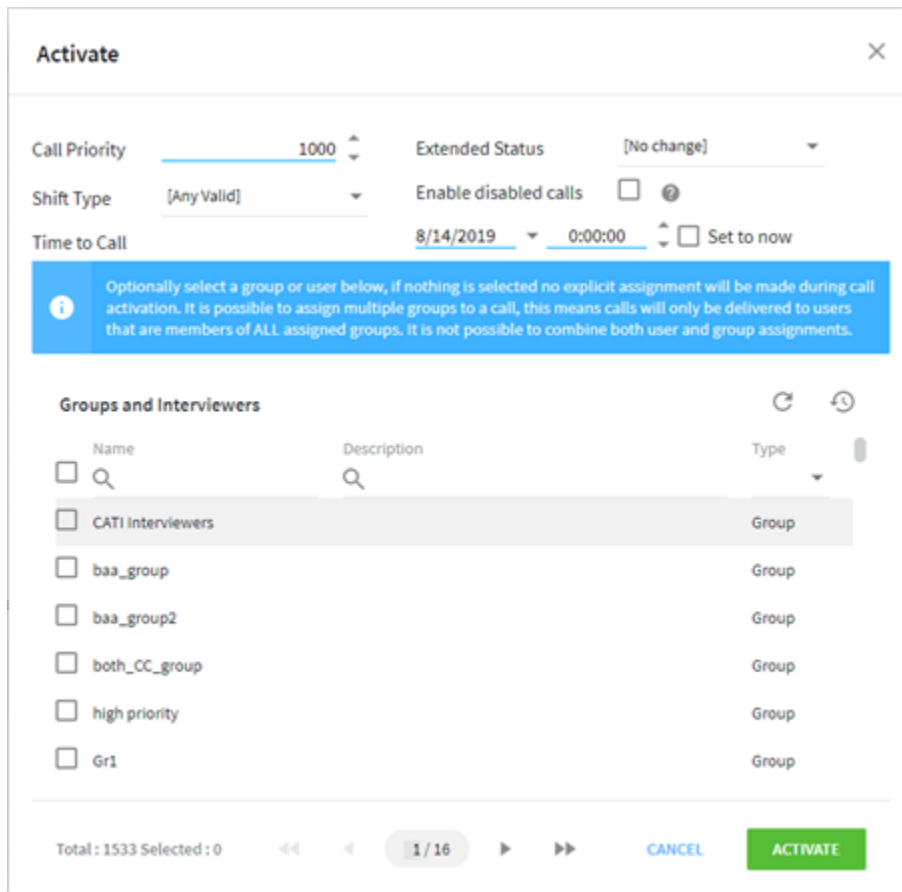 Activate
Call Priority 1000 Extended Status [No change]
Shift Type [Any Valid] Enable disabled calls
Time to Call 8/14/2019 0:00:00 Set to now
Optionally select a group or user below, if nothing is selected no explicit assignment will be made during call
activation. It is possible to assign multiple groups to a call, this means calls will only be delivered to users
that are members of ALL assigned groups. It is not possible to combine both user and group assignments.
Groups and Interviewers
Name Description Type
CATI Interviewers Group
baa_group Group
baa_group2 Group
both_CC_group Group
high priority Group
Gr1 Group
Total : 1533 Selected : 0 1 / 16 CANCEL ACTIVATE